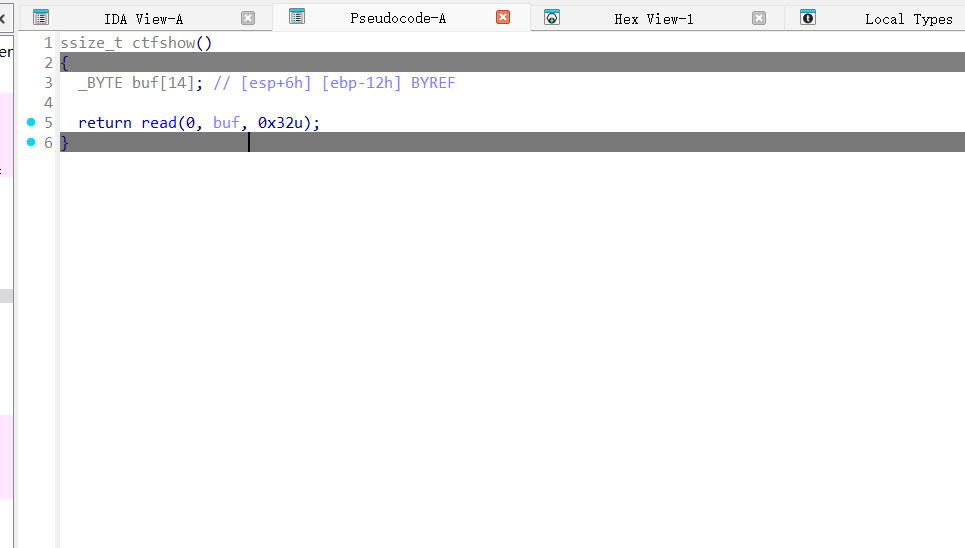 IDA View-A
Pseudocode-A
Hex View-1
Local Types
er
1 ssize_t ctfshow()
2 {
3 _BYTE buf[14]; // [esp+6h] [ebp-12h] BYREF
4
5 return read(0, buf, 0x32u);
6 }